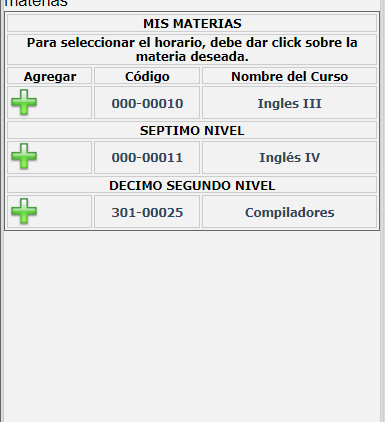 materias
MIS MATERIAS
Para seleccionar el horario, debe dar click sobre la
materia deseada.
Agregar Código Nombre del Curso
000-00010 Ingles III
SEPTIMO NIVEL
000-00011 Inglés IV
DECIMO SEGUNDO NIVEL
301-00025 Compiladores